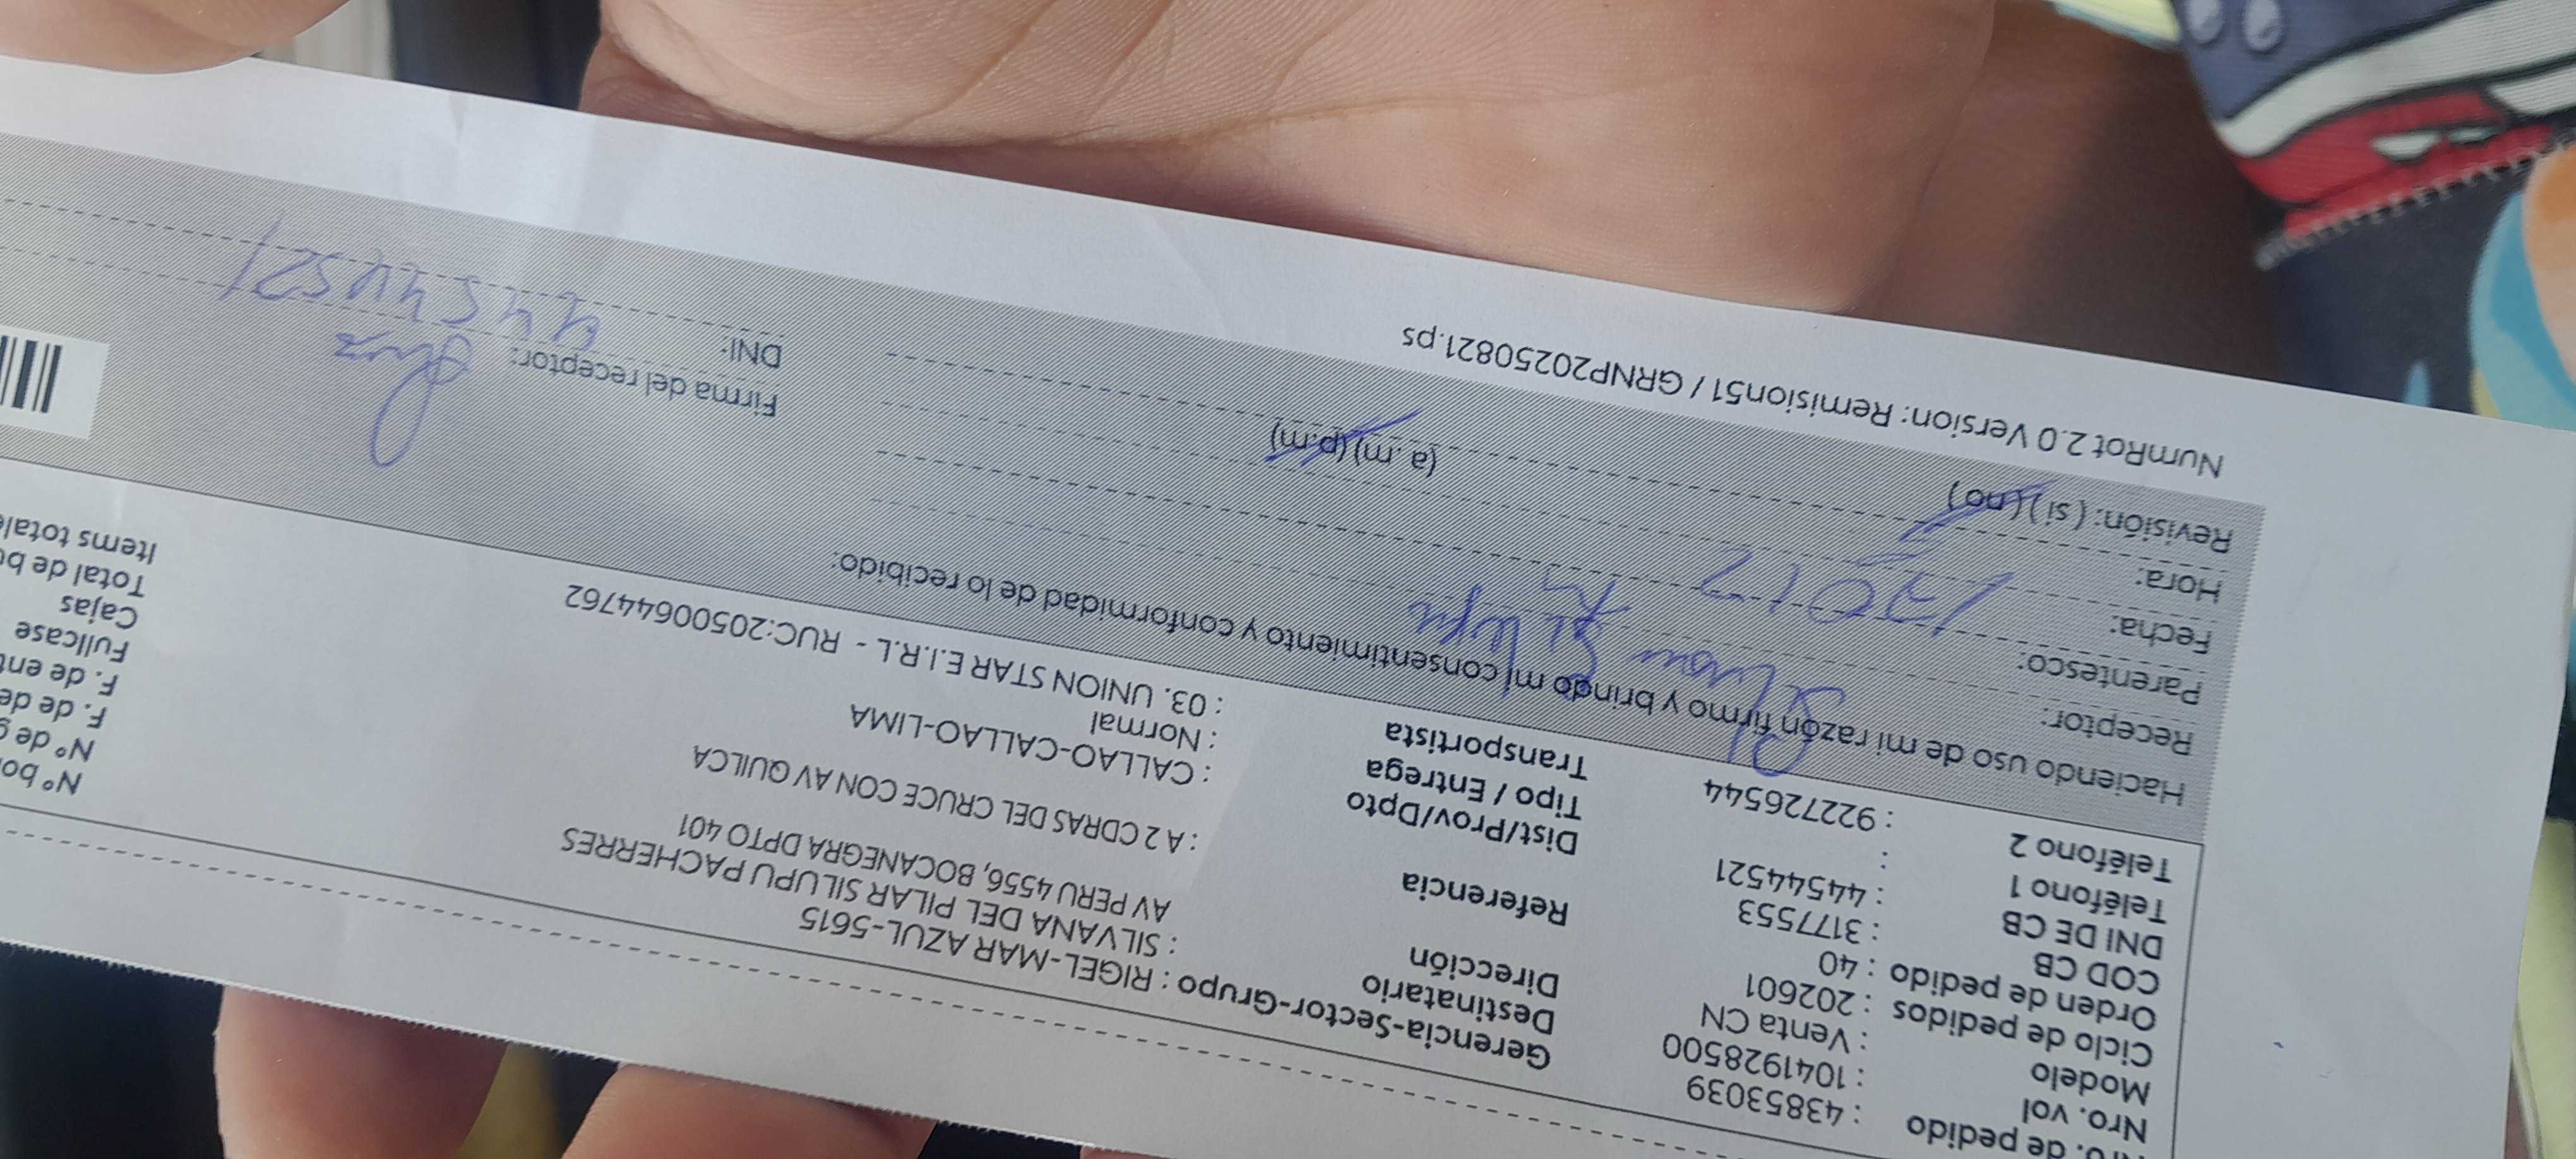 Nro. de pedido : 43853039
Nro. vol : 1041928500
Modelo : Venta CN
Ciclo de pedidos : 202601
Orden de pedido : 40
COD CB : 3177553
DNI DE CB : 44544521
Teléfono 1 :
Teléfono 2 : 922726544
Gerencia-Sector-Grupo : RIGEL-MAR AZUL-5615
Destinatario : SILVANA DEL PILAR SILUPU PACHERRES
Dirección AV PERU 4556, BOCANEGRA DPTO 401
Referencia : A 2 CDRAS DEL CRUCE CON AV QUILCA
Dist/Prov/Dpto : CALLAO-CALLAO-LIMA
Tipo / Entrega : Normal
Transportista : 03. UNION STAR E.I.R.L - RUC:20500644762
Nº bo
Nº de g
F. de de
F. de ent
Fullcase
Cajas
Total de bu
Items totale
Haciendo uso de mi razón firmo y brindo mi consentimiento y conformidad de lo recibido:
Receptor: Silvana
Parentesco:
Fecha:
Hora: (a. m) (p.m)
Revisión: ( si ) ( no )
Firma del receptor:
DNI: 44544521
NumRot 2.0 Version: Remision51 / GRNP20250821.ps